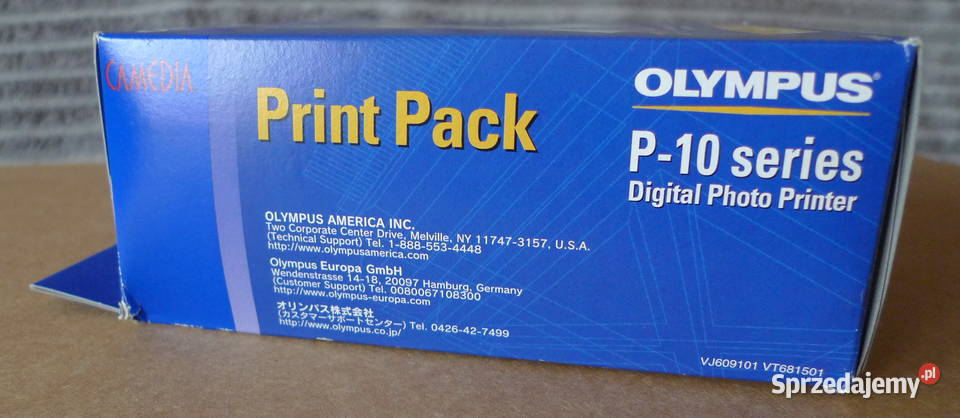 CAMEDIA
Print Pack
OLYMPUS®
P-10 series
Digital Photo Printer
OLYMPUS AMERICA INC.
Two Corporate Center Drive, Melville, NY 11747-3157, U.S.A.
(Technical Support) Tel. 1-888-553-4448
http://www.olympusamerica.com
Olympus Europa GmbH
Wendenstrasse 14-18, 20097 Hamburg, Germany
(Customer Support) Tel. 0080067108300
http://www.olympus-europa.com
オリンパス株式会社
(カスタマーサポートセンター) Tel. 0426-42-7499
http://www.olympus.co.jp/
VJ609101 VT681501
Sprzedajemy.pl